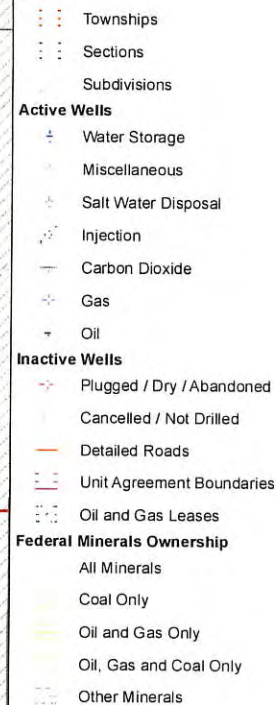 Townships
Sections
Subdivisions
Active Wells
Water Storage
Miscellaneous
Salt Water Disposal
Injection
Carbon Dioxide
Gas
Oil
Inactive Wells
Plugged / Dry / Abandoned
Cancelled / Not Drilled
Detailed Roads
Unit Agreement Boundaries
Oil and Gas Leases
Federal Minerals Ownership
All Minerals
Coal Only
Oil and Gas Only
Oil, Gas and Coal Only
Other Minerals